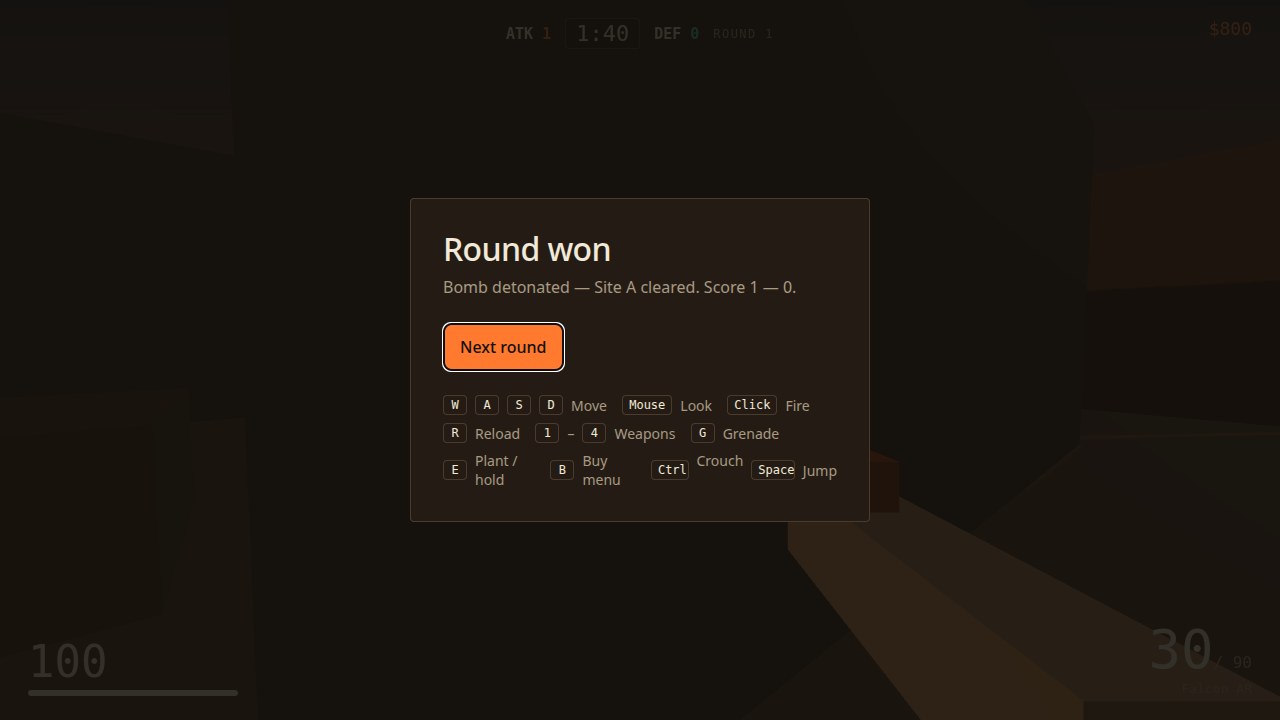 ATK 1 1:40 DEF 0 ROUND 1
$800
Round won
Bomb detonated — Site A cleared. Score 1 — 0.
Next round
W A S D Move Mouse Look Click Fire
R Reload 1 – 4 Weapons G Grenade
E Plant / hold B Buy menu Ctrl Crouch Space Jump
100
30 / 90